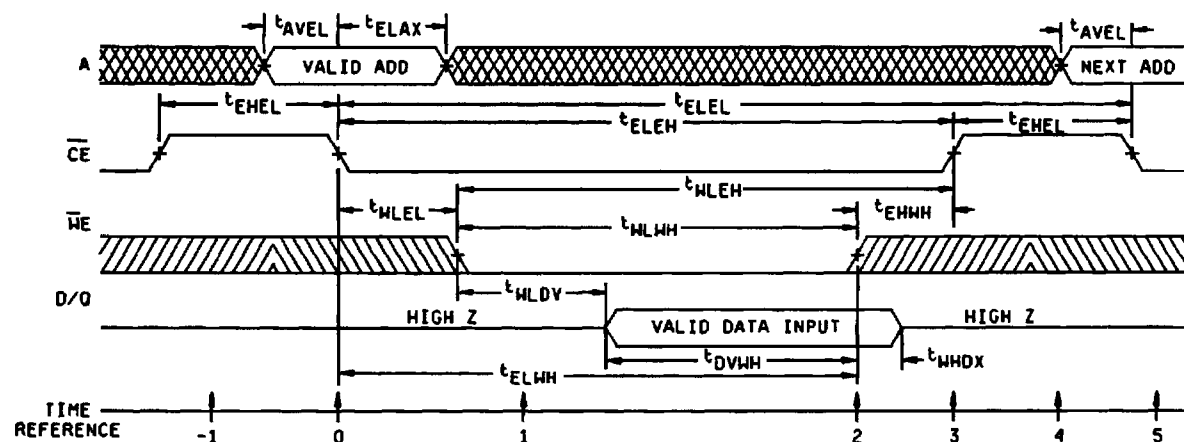 tAVEL tELAX tAVEL
A VALID ADD NEXT ADD
tEHEL tELEL
tELEH tEHEL
CE
tWLEH
WE tWLEL tWLWH tEHWH
D/Q tWLDV
HIGH Z VALID DATA INPUT HIGH Z
tDVWH tWHDX
tELWH
TIME
REFERENCE -1 0 1 2 3 4 5